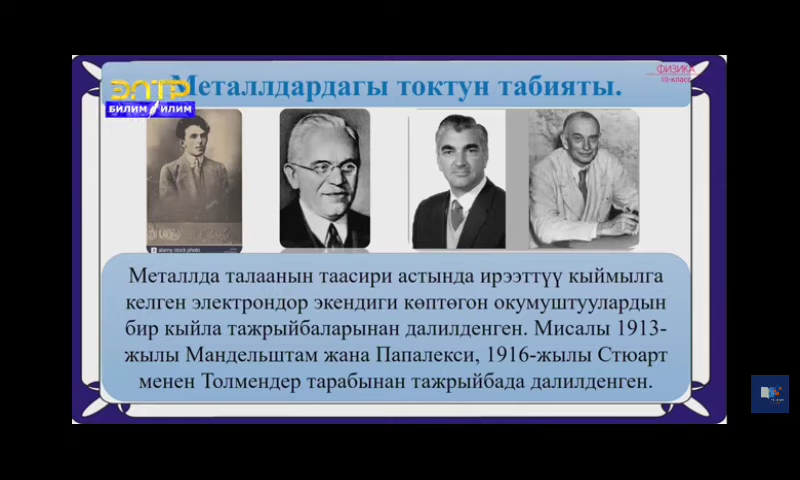 ЭЛТР
БИЛИМ ИЛИМ
Металлдардагы токтун табияты.
ФИЗИКА
10-класс
alamy stock photo
Металлда талаанын таасири астында ирээттүү кыймылга
келген электрондор экендиги көптөгөн окумуштуулардын
бир кыйла тажрыйбаларынан далилденген. Мисалы 1913-
жылы Мандельштам жана Папалекси, 1916-жылы Стюарт
менен Толмендер тарабынан тажрыйбада далилденген.